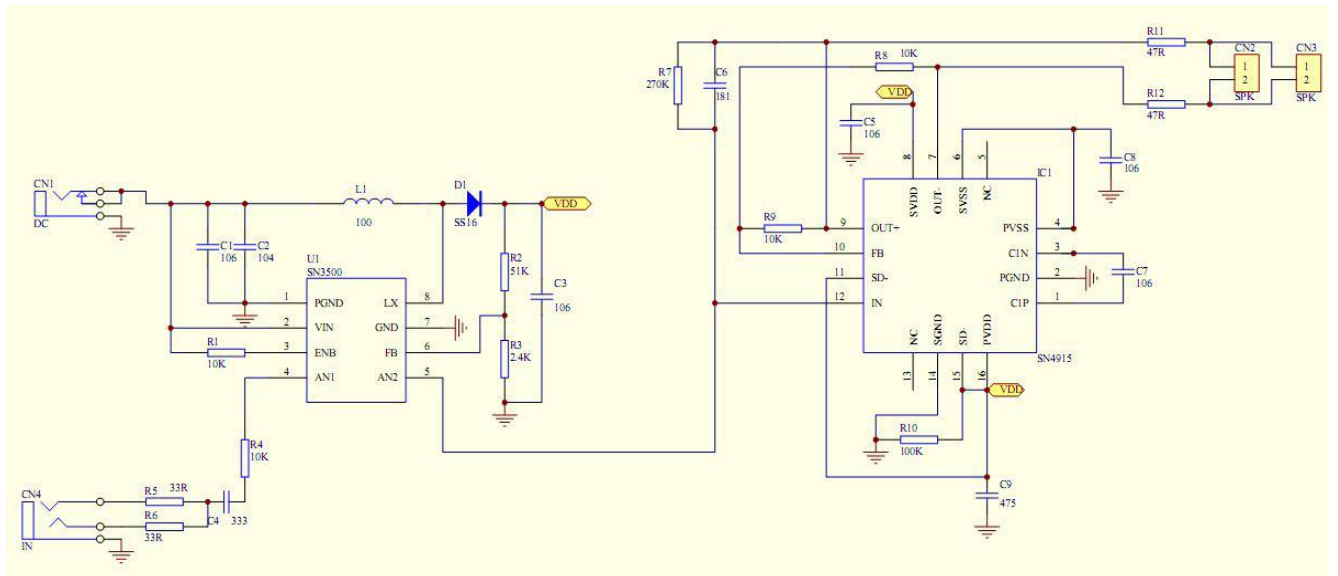 CN1
DC
C1
106
C2
104
L1
100
D1
SS16
VDD
U1
SN3500
1
PGND
2
VIN
3
ENB
4
AN1
LX
8
GND
7
FB
6
AN2
5
R1
10K
R2
51K
R3
2.4K
C3
106
R4
10K
CN4
IN
R5
33R
R6
33R
C4
333
R7
270K
C6
181
R8
10K
VDD
C5
106
R9
10K
8
7
6
5
SVDD
OUT-
SVSS
NC
IC1
9
OUT+
10
FB
11
SD-
12
IN
PVSS
4
C1N
3
PGND
2
C1P
1
NC
SGND
SD-
PVDD
SN4915
13
14
15
16
VDD
R10
100K
C9
475
C8
106
C7
106
R11
47R
R12
47R
CN2
1
2
SPK
CN3
1
2
SPK